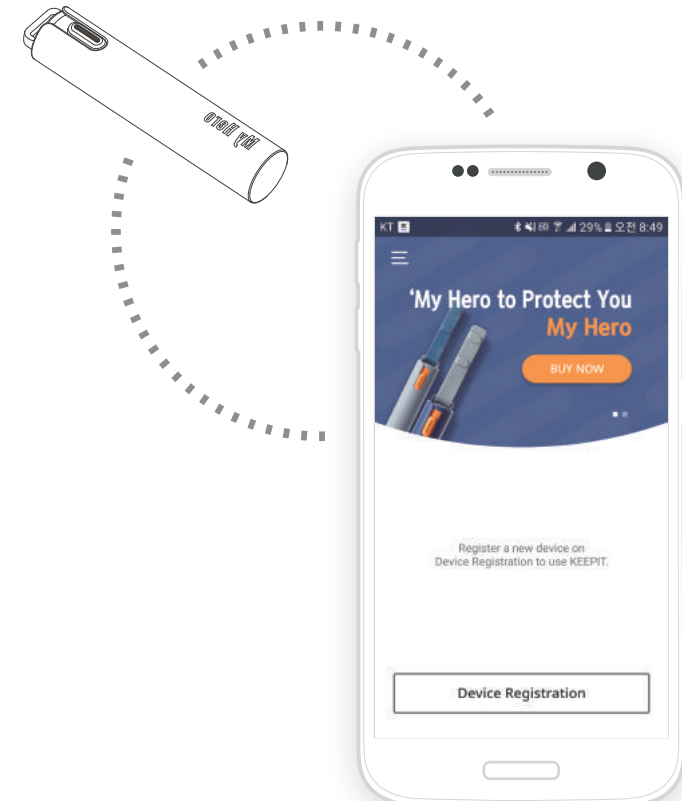 My Hero
KT 29% 오전 8:49
‘My Hero to Protect You
My Hero
BUY NOW
Register a new device on
Device Registration to use KEEPIT.
Device Registration